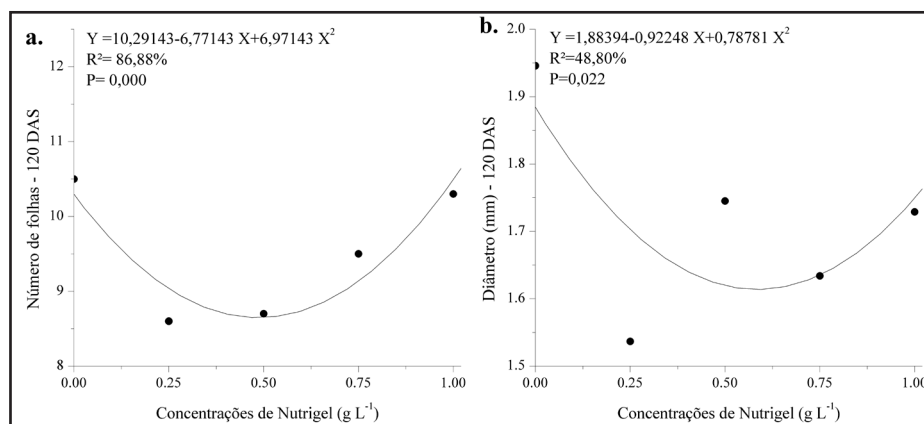 a.
Y =10,29143-6,77143 X+6,97143 X²
R²= 86,88%
P= 0,000
Número de folhas - 120 DAS
12
11
10
9
8
0.00 0.25 0.50 0.75 1.00
Concentrações de Nutrigel (g L⁻¹)
b.
Y =1,88394-0,92248 X+0,78781 X²
R²=48,80%
P=0,022
Diâmetro (mm) - 120 DAS
2.0
1.9
1.8
1.7
1.6
1.5
0.00 0.25 0.50 0.75 1.00
Concentrações de Nutrigel (g L⁻¹)